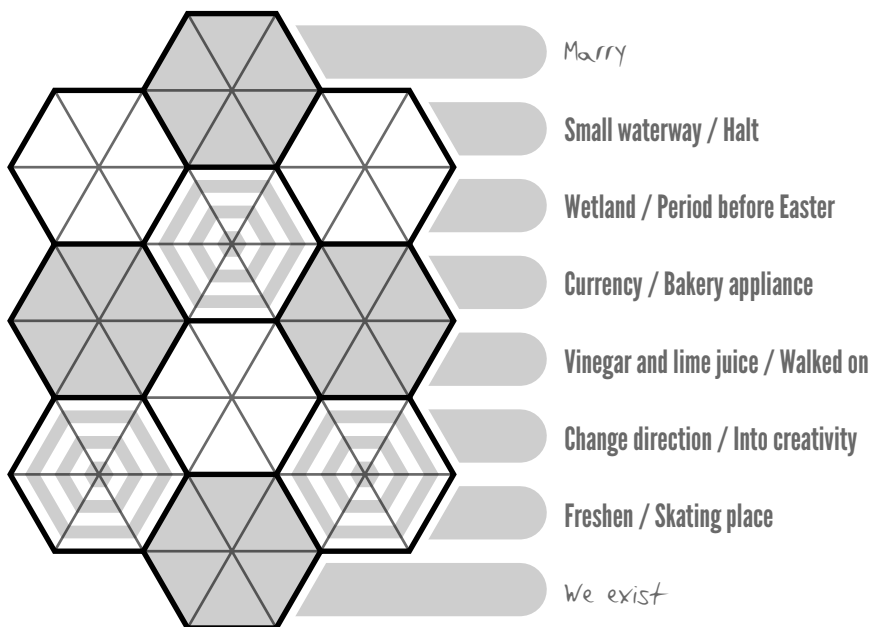 Marry
Small waterway / Halt
Wetland / Period before Easter
Currency / Bakery appliance
Vinegar and lime juice / Walked on
Change direction / Into creativity
Freshen / Skating place
We exist